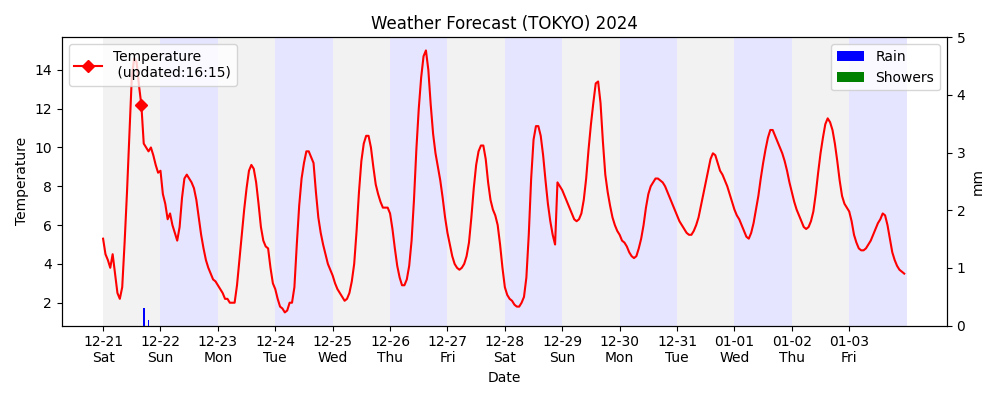 Weather Forecast (TOKYO) 2024
Temperature
(updated:16:15)
Rain
Showers
Temperature
14
12
10
8
6
4
2
5
4
3
2
1
0
mm
12-21 12-22 12-23 12-24 12-25 12-26 12-27 12-28 12-29 12-30 12-31 01-01 01-02 01-03
Sat Sun Mon Tue Wed Thu Fri Sat Sun Mon Tue Wed Thu Fri
Date